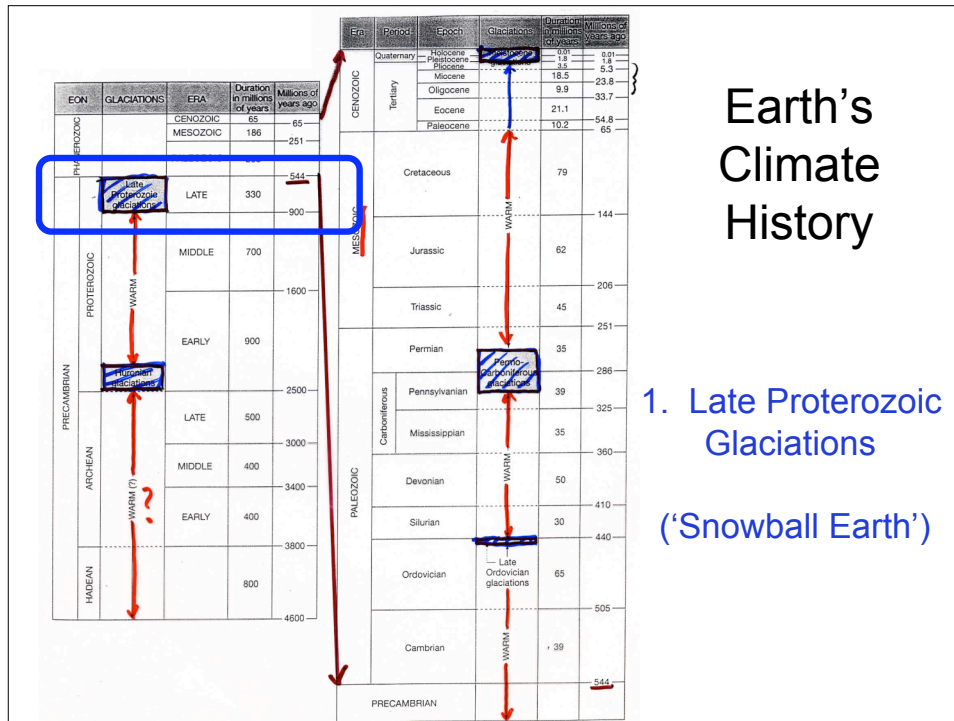 Earth's
Climate
History
1. Late Proterozoic
Glaciations
('Snowball Earth')
EON GLACIATIONS ERA Duration in millions of years Millions of years ago
PHANEROZOIC
CENOZOIC 65
65
MESOZOIC 186
251
544
PRECAMBRIAN
PROTEROZOIC
Late
Proterozoic
glaciations
LATE 330
900
WARM
MIDDLE 700
1600
EARLY 900
Huronian
glaciations
2500
ARCHEAN
LATE 500
3000
MIDDLE 400
3400
WARM (?) ?
EARLY 400
3800
HADEAN
800
4600
Era Period Epoch Glaciations Duration in millions of years Millions of years ago
CENOZOIC
Quaternary
Holocene 0.01
0.01
Pleistocene 1.8
1.8
Pliocene glaciations 3.5
5.3
Tertiary
Miocene 18.5
23.8
Oligocene 9.9
33.7
Eocene 21.1
54.8
Paleocene 10.2
65
MESOZOIC
Cretaceous 79
WARM
144
Jurassic 62
206
Triassic 45
251
PALEOZOIC
Permian 35
Permo-
Carboniferous
glaciations
286
Carboniferous
Pennsylvanian 39
325
Mississippian 35
360
WARM
Devonian 50
410
Silurian 30
440
Late
Ordovician
glaciations
Ordovician 65
505
WARM
Cambrian 39
544
PRECAMBRIAN